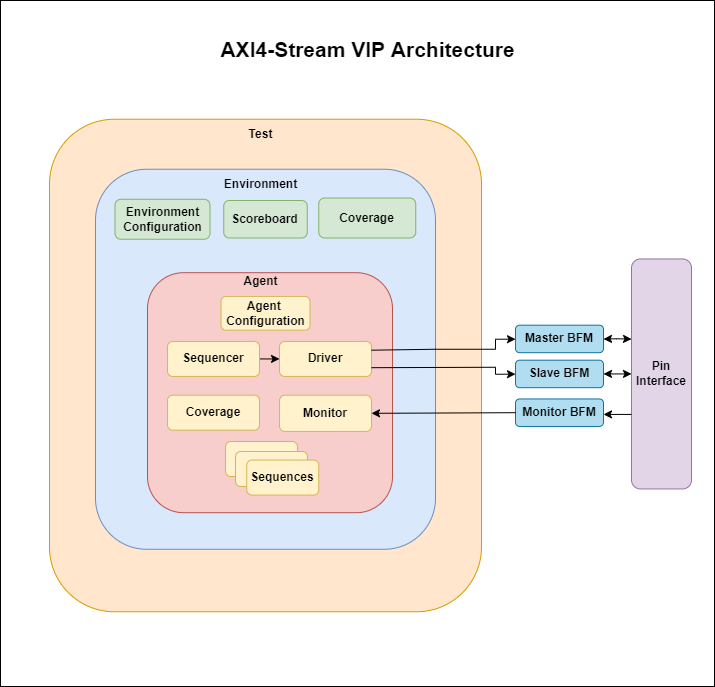 AXI4-Stream VIP Architecture
Test
Environment
Environment
Configuration
Scoreboard
Coverage
Agent
Agent
Configuration
Sequencer
Driver
Coverage
Monitor
Sequences
Master BFM
Slave BFM
Monitor BFM
Pin
Interface